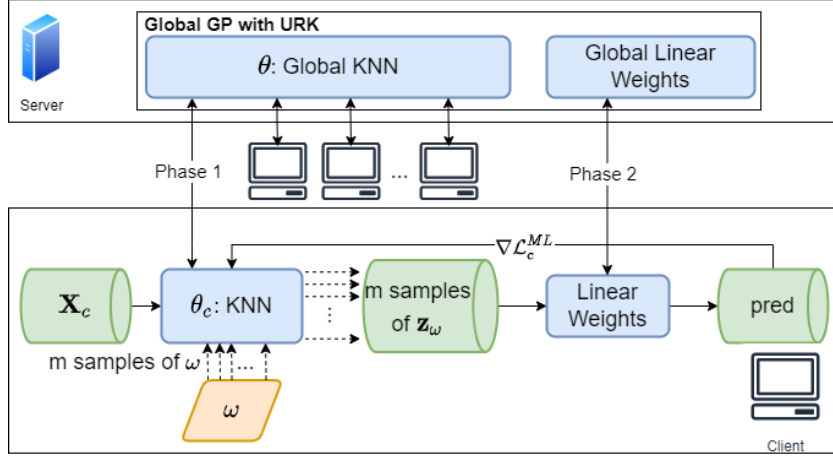 Global GP with URK
θ: Global KNN
Global Linear
Weights
Server
Phase 1
...
Phase 2
∇ℒ_c^{ML}
𝐗_c
θ_c: KNN
⋮
m samples
of 𝐳_ω
Linear
Weights
pred
m samples of ω
...
ω
Client